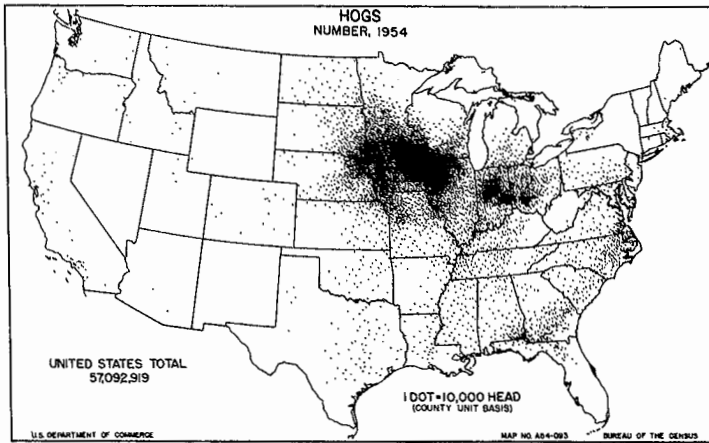 HOGS
NUMBER, 1954
UNITED STATES TOTAL
57,092,919
1 DOT=10,000 HEAD
(COUNTY UNIT BASIS)
U.S. DEPARTMENT OF COMMERCE
MAP NO. A54-093
BUREAU OF THE CENSUS